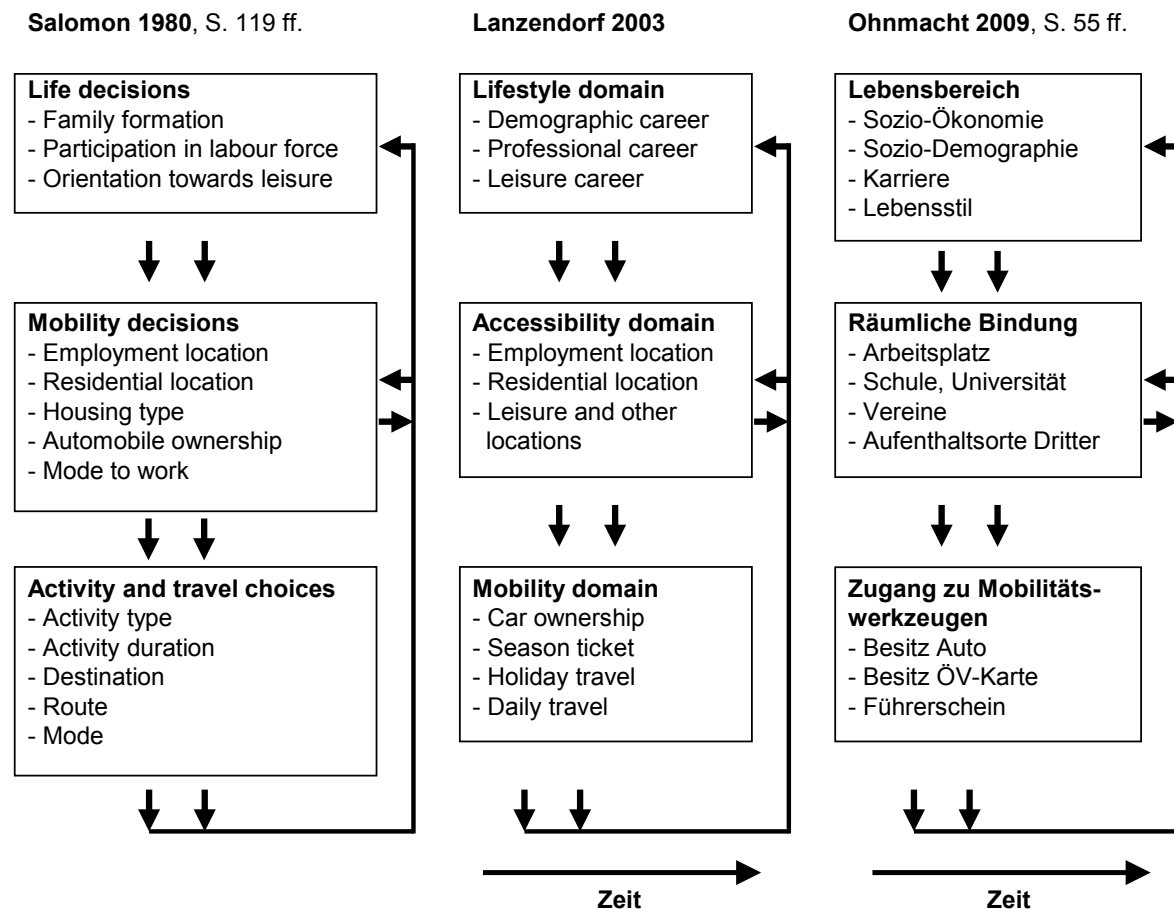 Salomon 1980, S. 119 ff.
Life decisions
- Family formation
- Participation in labour force
- Orientation towards leisure
Mobility decisions
- Employment location
- Residential location
- Housing type
- Automobile ownership
- Mode to work
Activity and travel choices
- Activity type
- Activity duration
- Destination
- Route
- Mode
Lanzendorf 2003
Lifestyle domain
- Demographic career
- Professional career
- Leisure career
Accessibility domain
- Employment location
- Residential location
- Leisure and other
locations
Mobility domain
- Car ownership
- Season ticket
- Holiday travel
- Daily travel
Zeit
Ohnmacht 2009, S. 55 ff.
Lebensbereich
- Sozio-Ökonomie
- Sozio-Demographie
- Karriere
- Lebensstil
Räumliche Bindung
- Arbeitsplatz
- Schule, Universität
- Vereine
- Aufenthaltsorte Dritter
Zugang zu Mobilitäts-
werkzeugen
- Besitz Auto
- Besitz ÖV-Karte
- Führerschein
Zeit